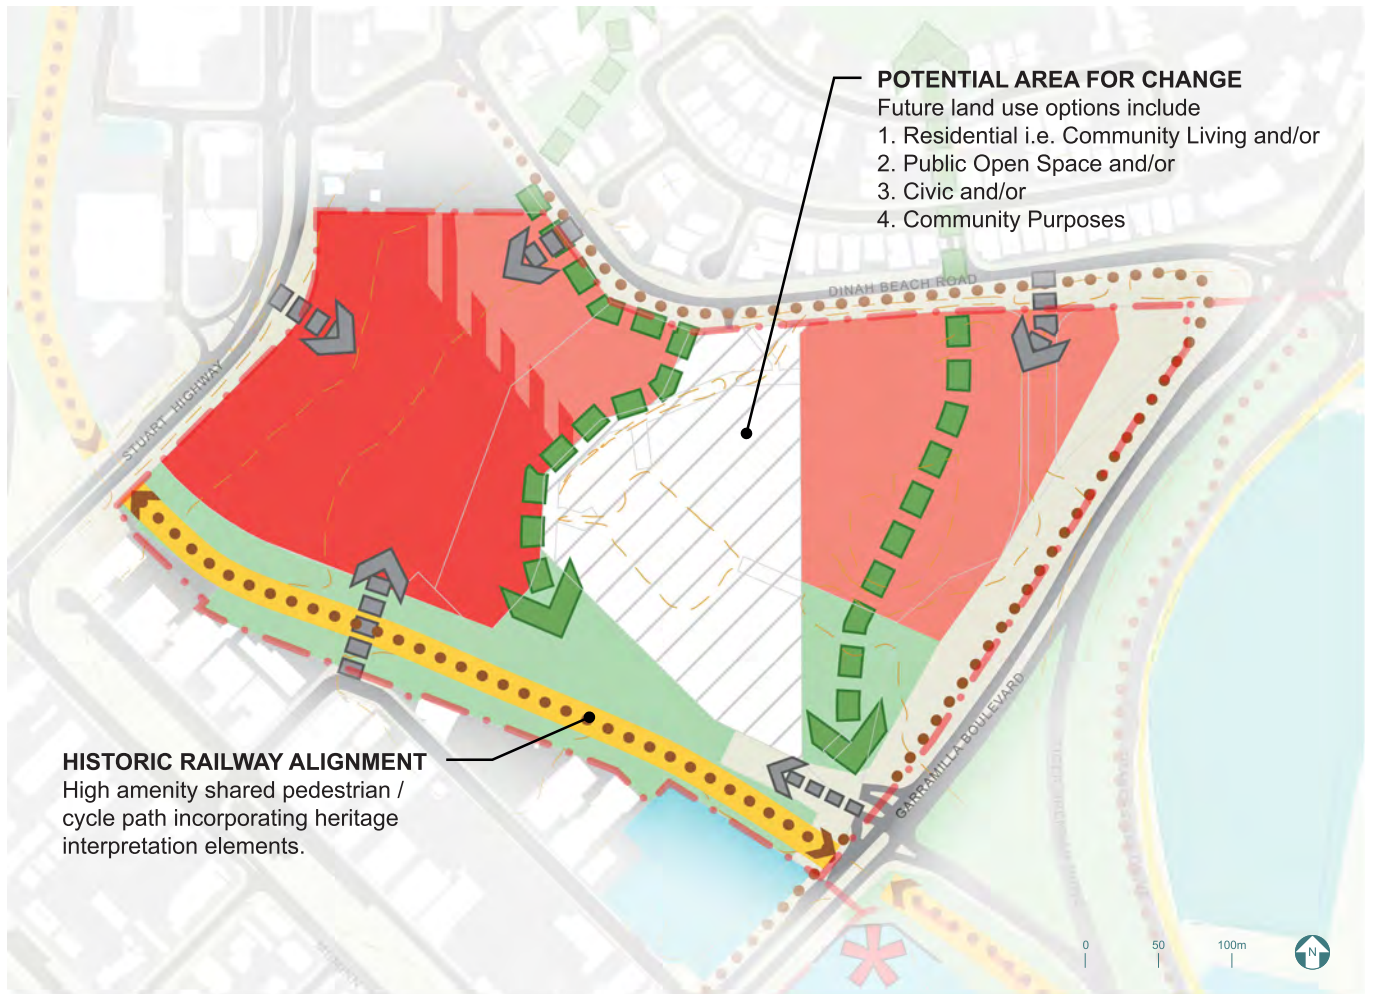 POTENTIAL AREA FOR CHANGE
Future land use options include
1. Residential i.e. Community Living and/or
2. Public Open Space and/or
3. Civic and/or
4. Community Purposes
DINAH BEACH ROAD
STUART HIGHWAY
HISTORIC RAILWAY ALIGNMENT
High amenity shared pedestrian /
cycle path incorporating heritage
interpretation elements.
GARRAMILLA BOULEVARD
0 50 100m
N